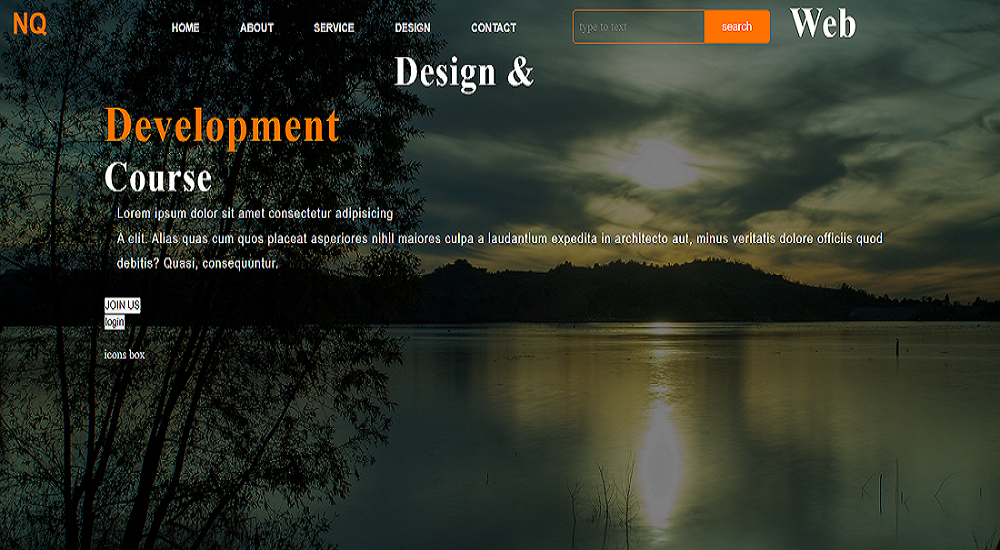 NQ HOME ABOUT SERVICE DESIGN CONTACT type to text search Web
Design &
Development
Course
Lorem ipsum dolor sit amet consectetur adipisicing
A elit. Alias quas cum quos placeat asperiores nihil maiores culpa a laudantium expedita in architecto aut, minus veritatis dolore officiis quod
debitis? Quasi, consequuntur.
JOIN US
login
icons box